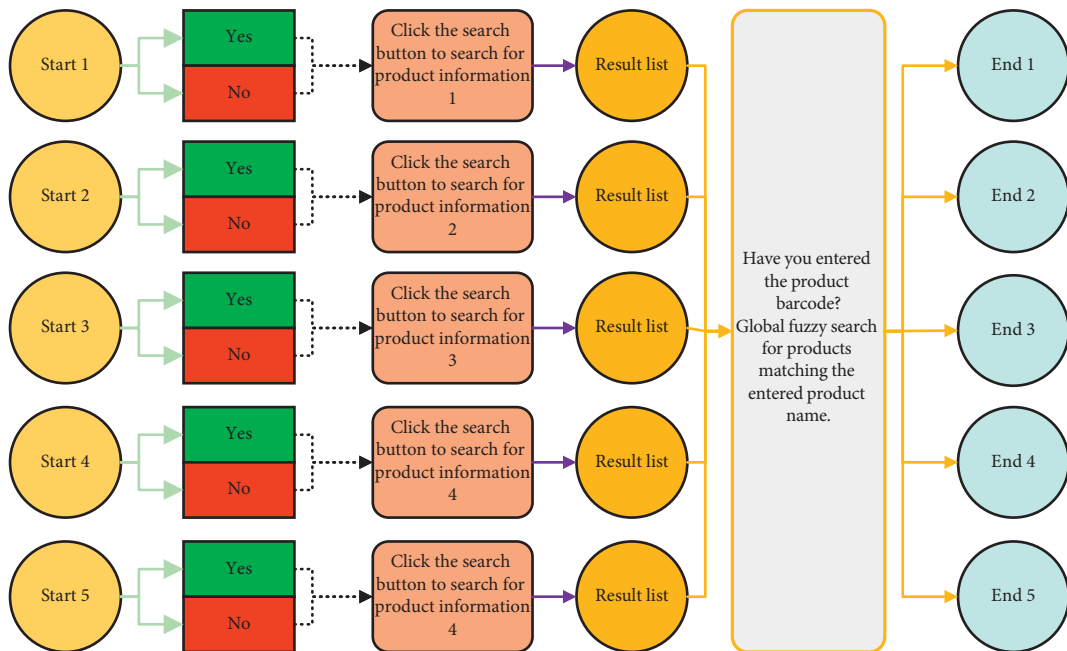 Start 1
Yes
No
Click the search
button to search for
product information
1
Result list
End 1
Start 2
Yes
No
Click the search
button to search for
product information
2
Result list
End 2
Have you entered
the product
barcode?
Global fuzzy search
for products
matching the
entered product
name.
Start 3
Yes
No
Click the search
button to search for
product information
3
Result list
End 3
Start 4
Yes
No
Click the search
button to search for
product information
4
Result list
End 4
Start 5
Yes
No
Click the search
button to search for
product information
4
Result list
End 5